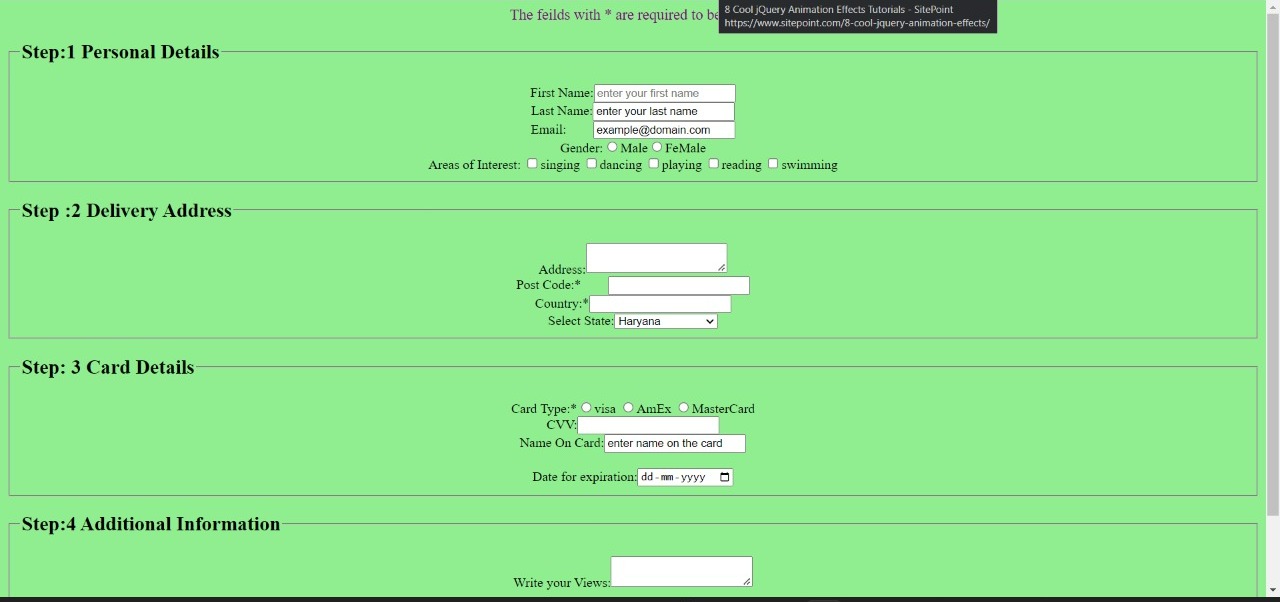 The feilds with * are required to be
8 Cool jQuery Animation Effects Tutorials - SitePoint
https://www.sitepoint.com/8-cool-jquery-animation-effects/
Step:1 Personal Details
First Name: enter your first name
Last Name: enter your last name
Email: example@domain.com
Gender: Male FeMale
Areas of Interest: singing dancing playing reading swimming
Step :2 Delivery Address
Address:
Post Code:*
Country:*
Select State: Haryana
Step: 3 Card Details
Card Type:* visa AmEx MasterCard
CVV:
Name On Card: enter name on the card
Date for expiration: dd-mm-yyyy
Step:4 Additional Information
Write your Views: